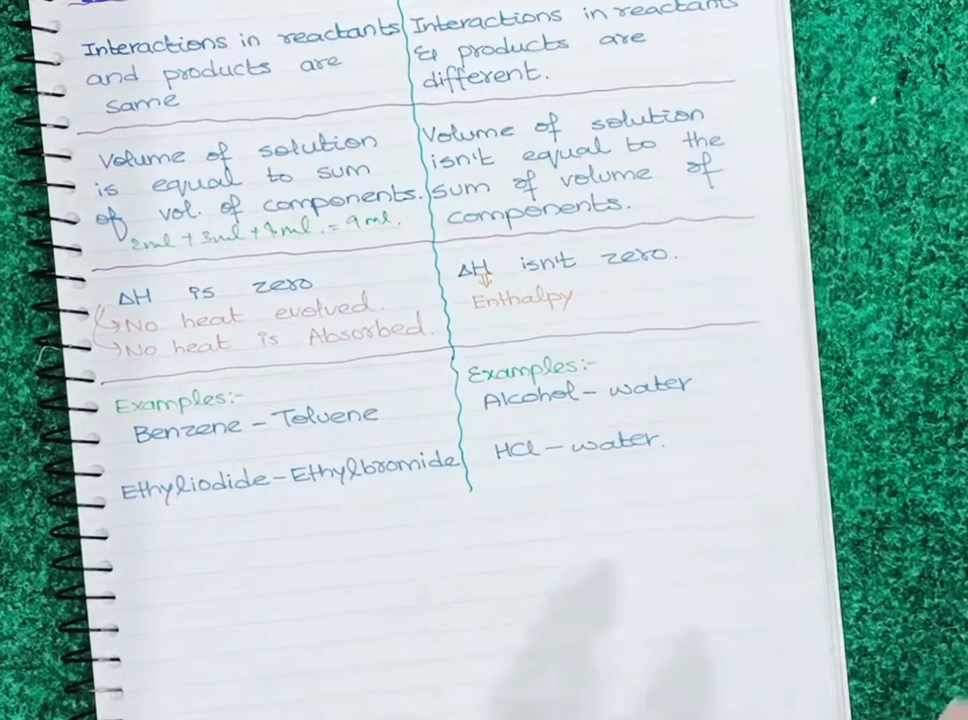 Interactions in reactants
and products are
same
Interactions in reactants
& products are
different.
Volume of solution
is equal to sum
of vol. of components.
2ml + 3ml + 4ml. = 9ml.
Volume of solution
isn't equal to the
sum of volume of
components.
ΔH is zero
↳ No heat evolved.
↳ No heat is Absorbed.
ΔH isn't zero.
⇓
Enthalpy
Examples:-
Benzene - Toluene
Ethyliodide - Ethylbromide
Examples:-
Alcohol - water
HCl - water.